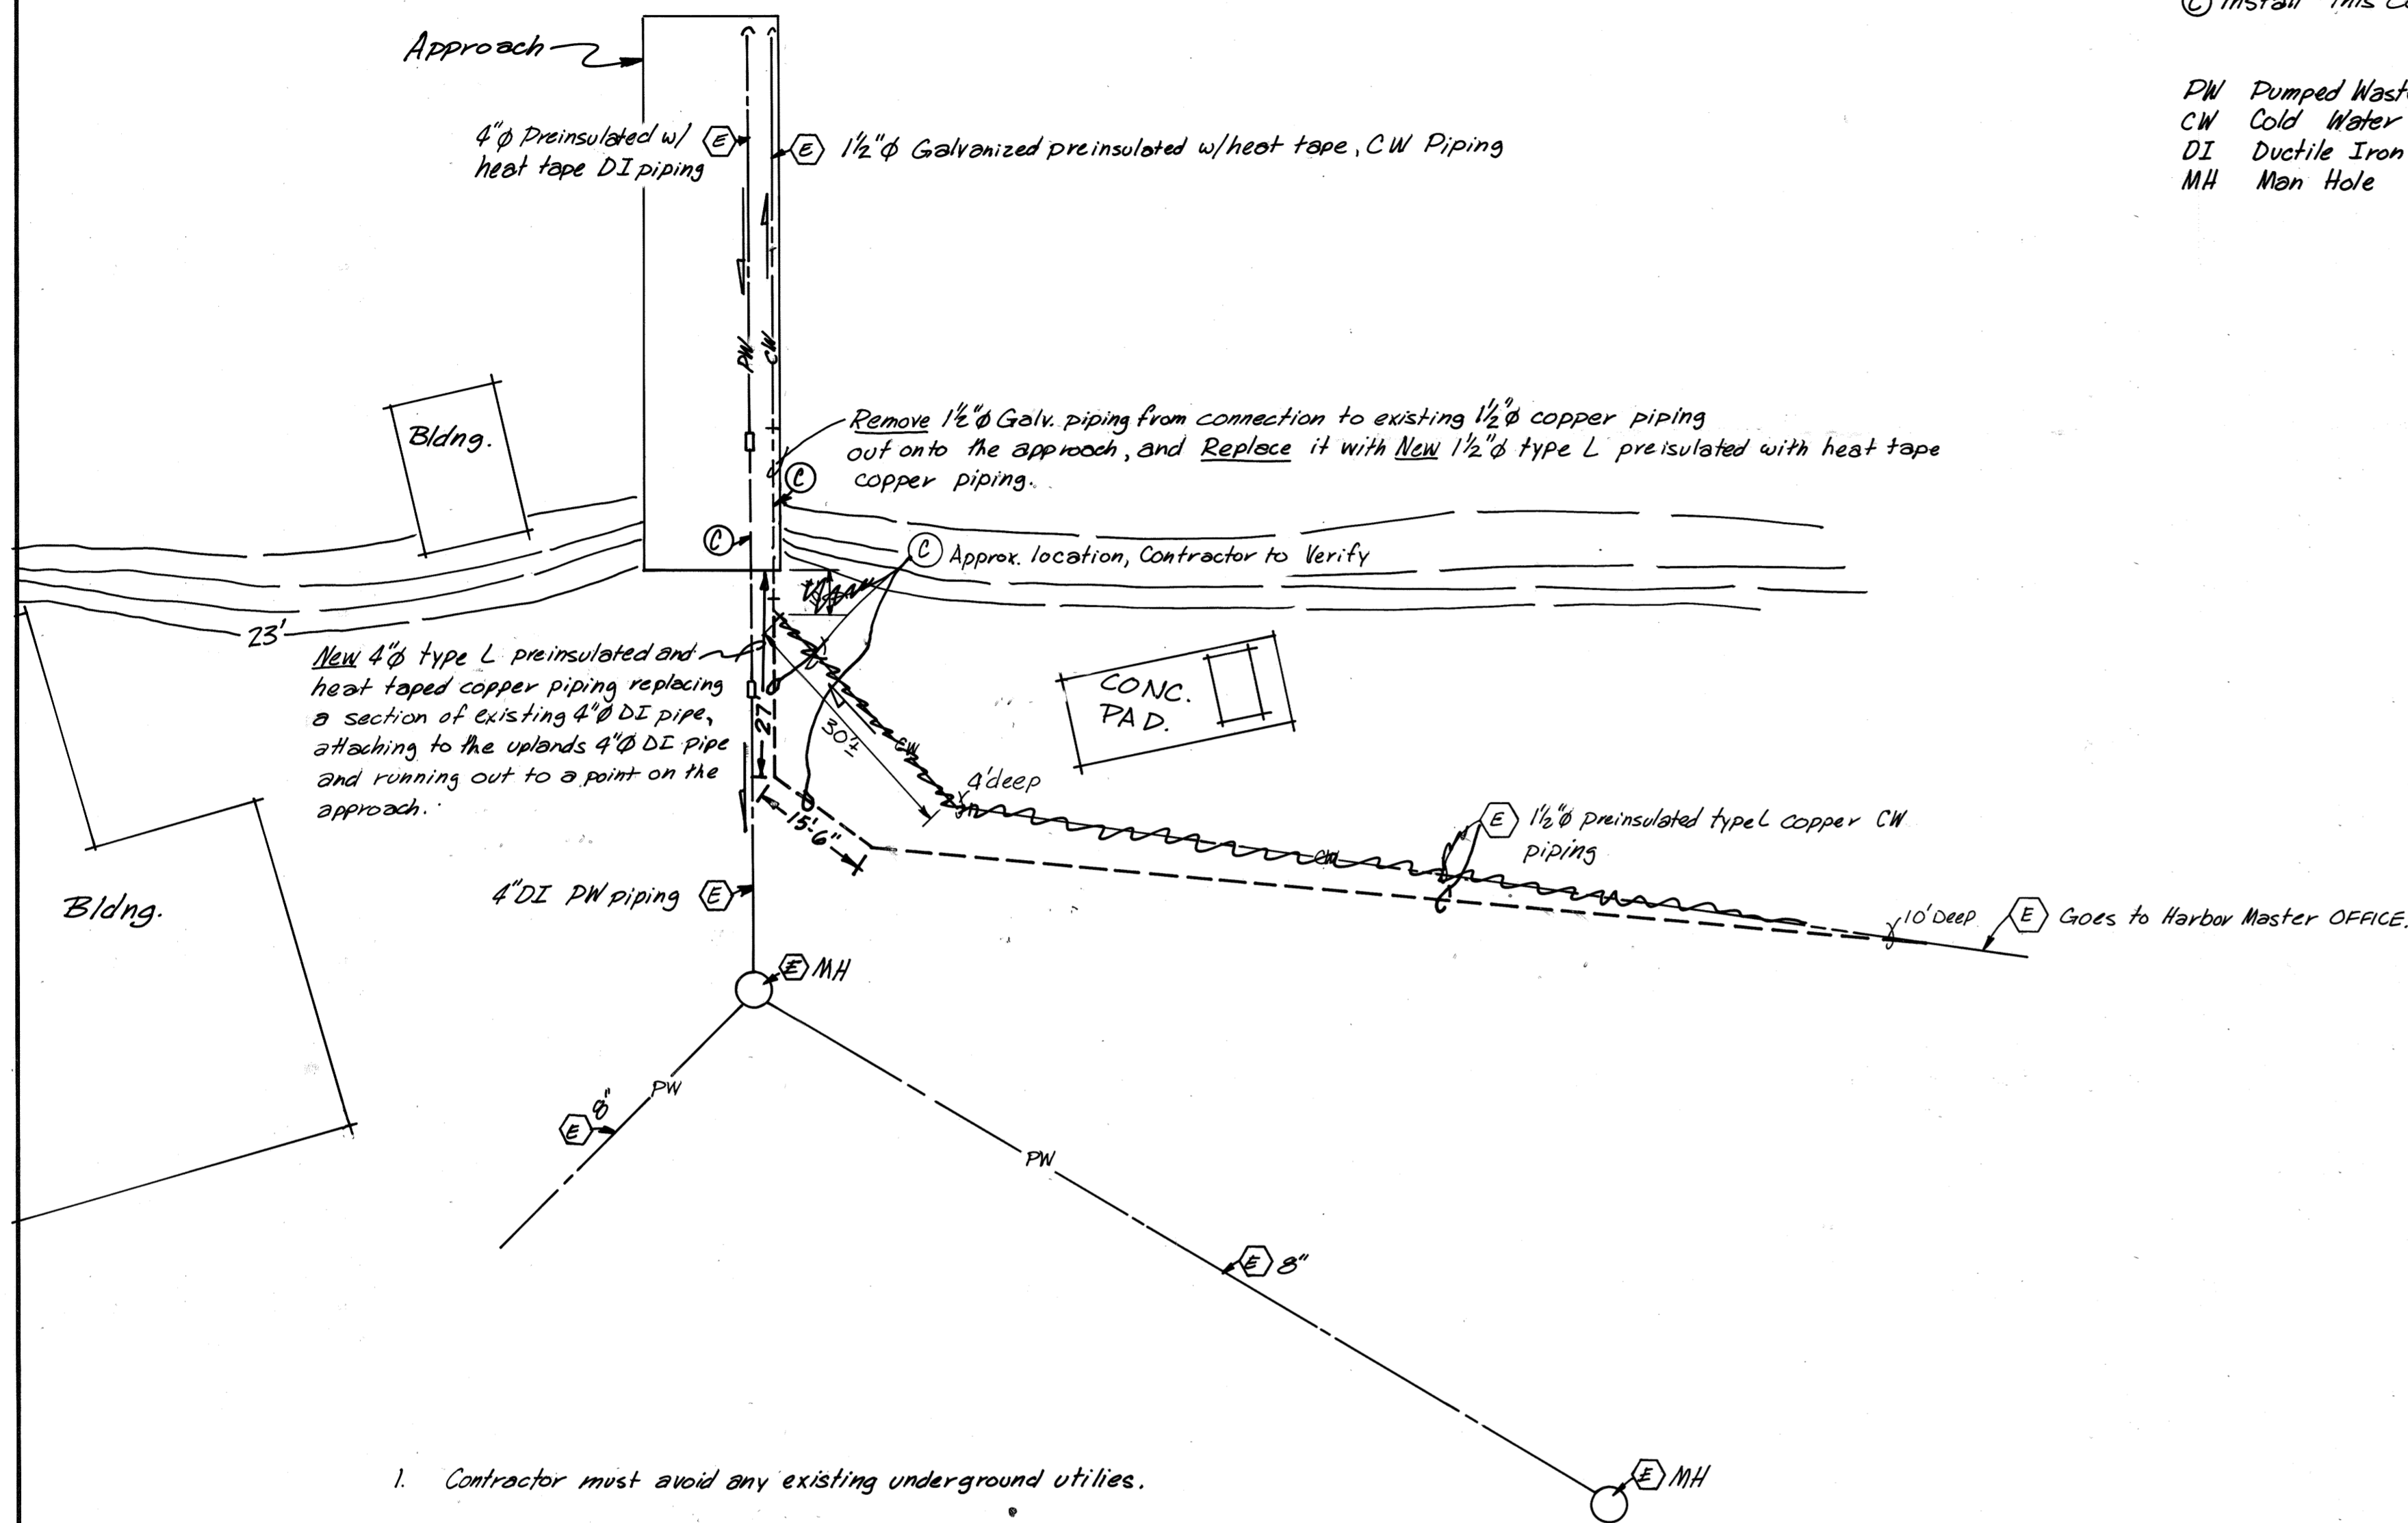 Ⓒ Install This
PW Pumped
CW Cold Water
DI Ductile Iron
MH Man Hole
Approach
4"φ Preinsulated w/
heat tape DI piping
E
E 1½"φ Galvanized preinsulated w/heat tape, CW Piping
PW
CW
Bldng.
Remove 1½"φ Galv. piping from connection to existing 1½"φ copper piping
out onto the approach, and Replace it with New 1½"φ type L preisulated with heat tape
copper piping.
Ⓒ
Ⓒ
Ⓒ Approx. location, Contractor to Verify
23'
New 4"φ type L preinsulated and
heat taped copper piping replacing
a section of existing 4"φ DI pipe,
attaching to the uplands 4"φ DI pipe
and running out to a point on the
approach.
27'
30'±
CW
15'-6"
CONC.
PAD.
4' deep
CW
E 1½"φ preinsulated type L copper CW
piping
10' Deep
E Goes to Harbor Master OFFICE.
4" DI PW piping E
Bldng.
E MH
PW
8"
E
PW
E 8"
E MH
1. Contractor must avoid any existing underground utilies.